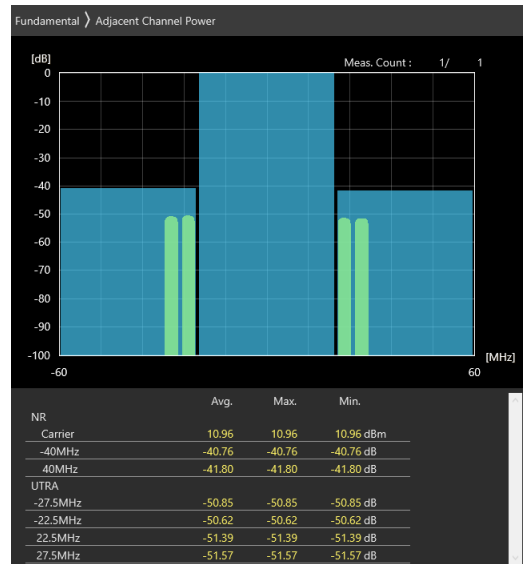 Fundamental 〉 Adjacent Channel Power
[dB]
Meas. Count : 1/ 1
0
-10
-20
-30
-40
-50
-60
-70
-80
-90
-100
[MHz]
-60 60
Avg. Max. Min.
NR
Carrier 10.96 10.96 10.96 dBm
-40MHz -40.76 -40.76 -40.76 dB
40MHz -41.80 -41.80 -41.80 dB
UTRA
-27.5MHz -50.85 -50.85 -50.85 dB
-22.5MHz -50.62 -50.62 -50.62 dB
22.5MHz -51.39 -51.39 -51.39 dB
27.5MHz -51.57 -51.57 -51.57 dB